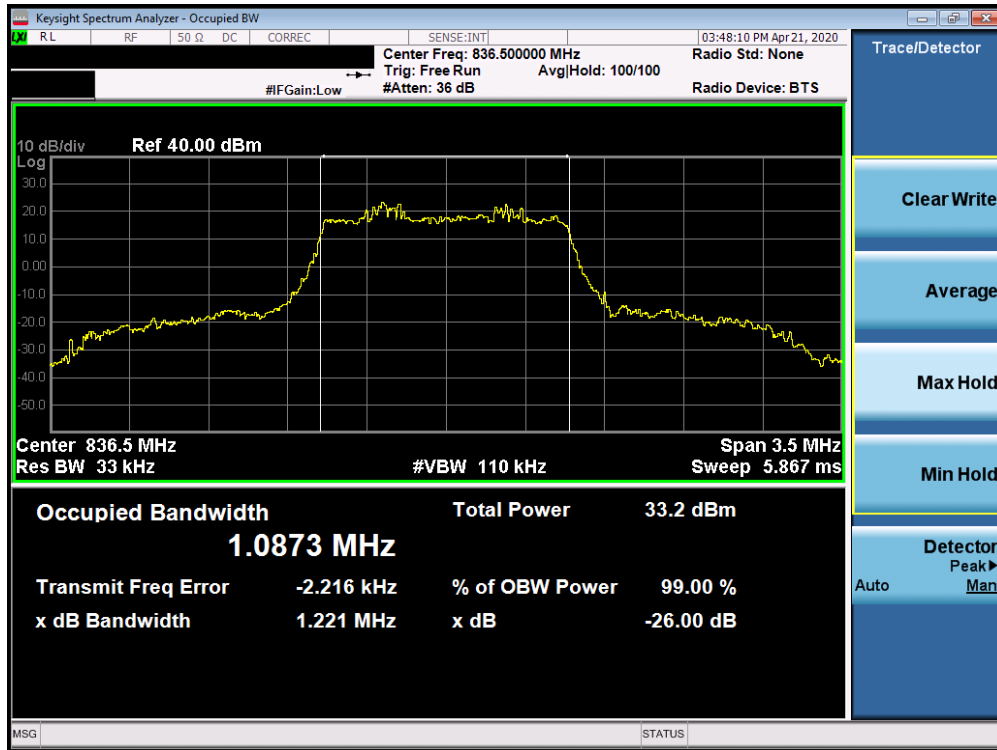 Keysight Spectrum Analyzer - Occupied BW
LXI RL RF 50 Ω DC CORREC SENSE:INT 03:48:10 PM Apr 21, 2020
Center Freq: 836.500000 MHz Radio Std: None
Trig: Free Run Avg|Hold: 100/100
#IFGain:Low #Atten: 36 dB Radio Device: BTS
10 dB/div Ref 40.00 dBm
Log
30.0
20.0
10.0
0.00
-10.0
-20.0
-30.0
-40.0
-50.0
Center 836.5 MHz Span 3.5 MHz
Res BW 33 kHz #VBW 110 kHz Sweep 5.867 ms
Occupied Bandwidth Total Power 33.2 dBm
1.0873 MHz
Transmit Freq Error -2.216 kHz % of OBW Power 99.00 %
x dB Bandwidth 1.221 MHz x dB -26.00 dB
MSG STATUS
Trace/Detector
Clear Write
Average
Max Hold
Min Hold
Detector
Peak▶
Auto Man